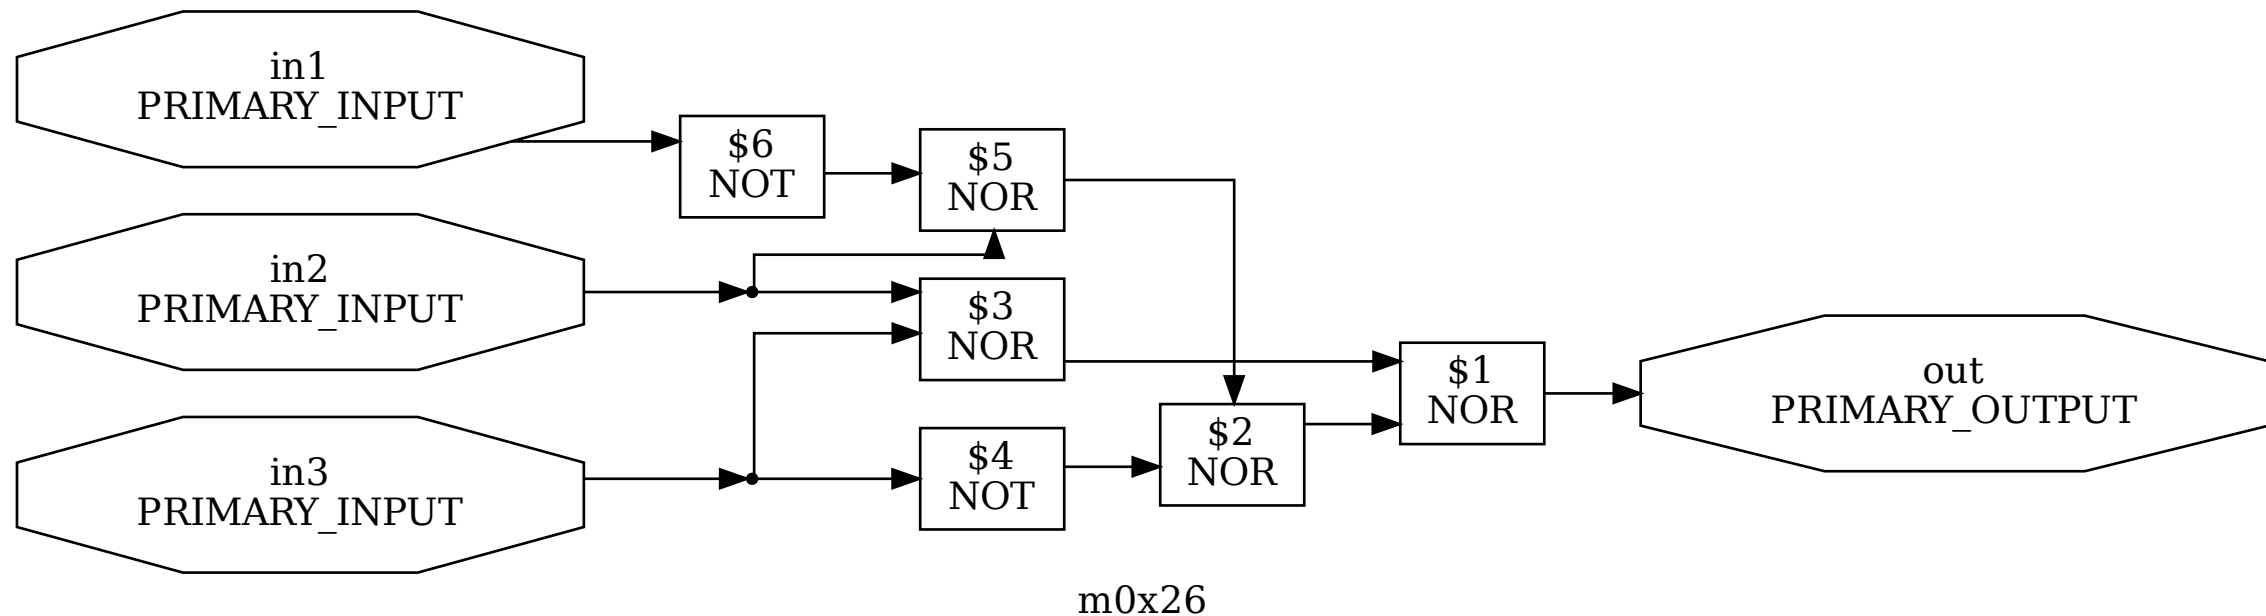 in1
PRIMARY_INPUT
$6
NOT
$5
NOR
in2
PRIMARY_INPUT
$3
NOR
$1
NOR
out
PRIMARY_OUTPUT
in3
PRIMARY_INPUT
$4
NOT
$2
NOR
m0x26